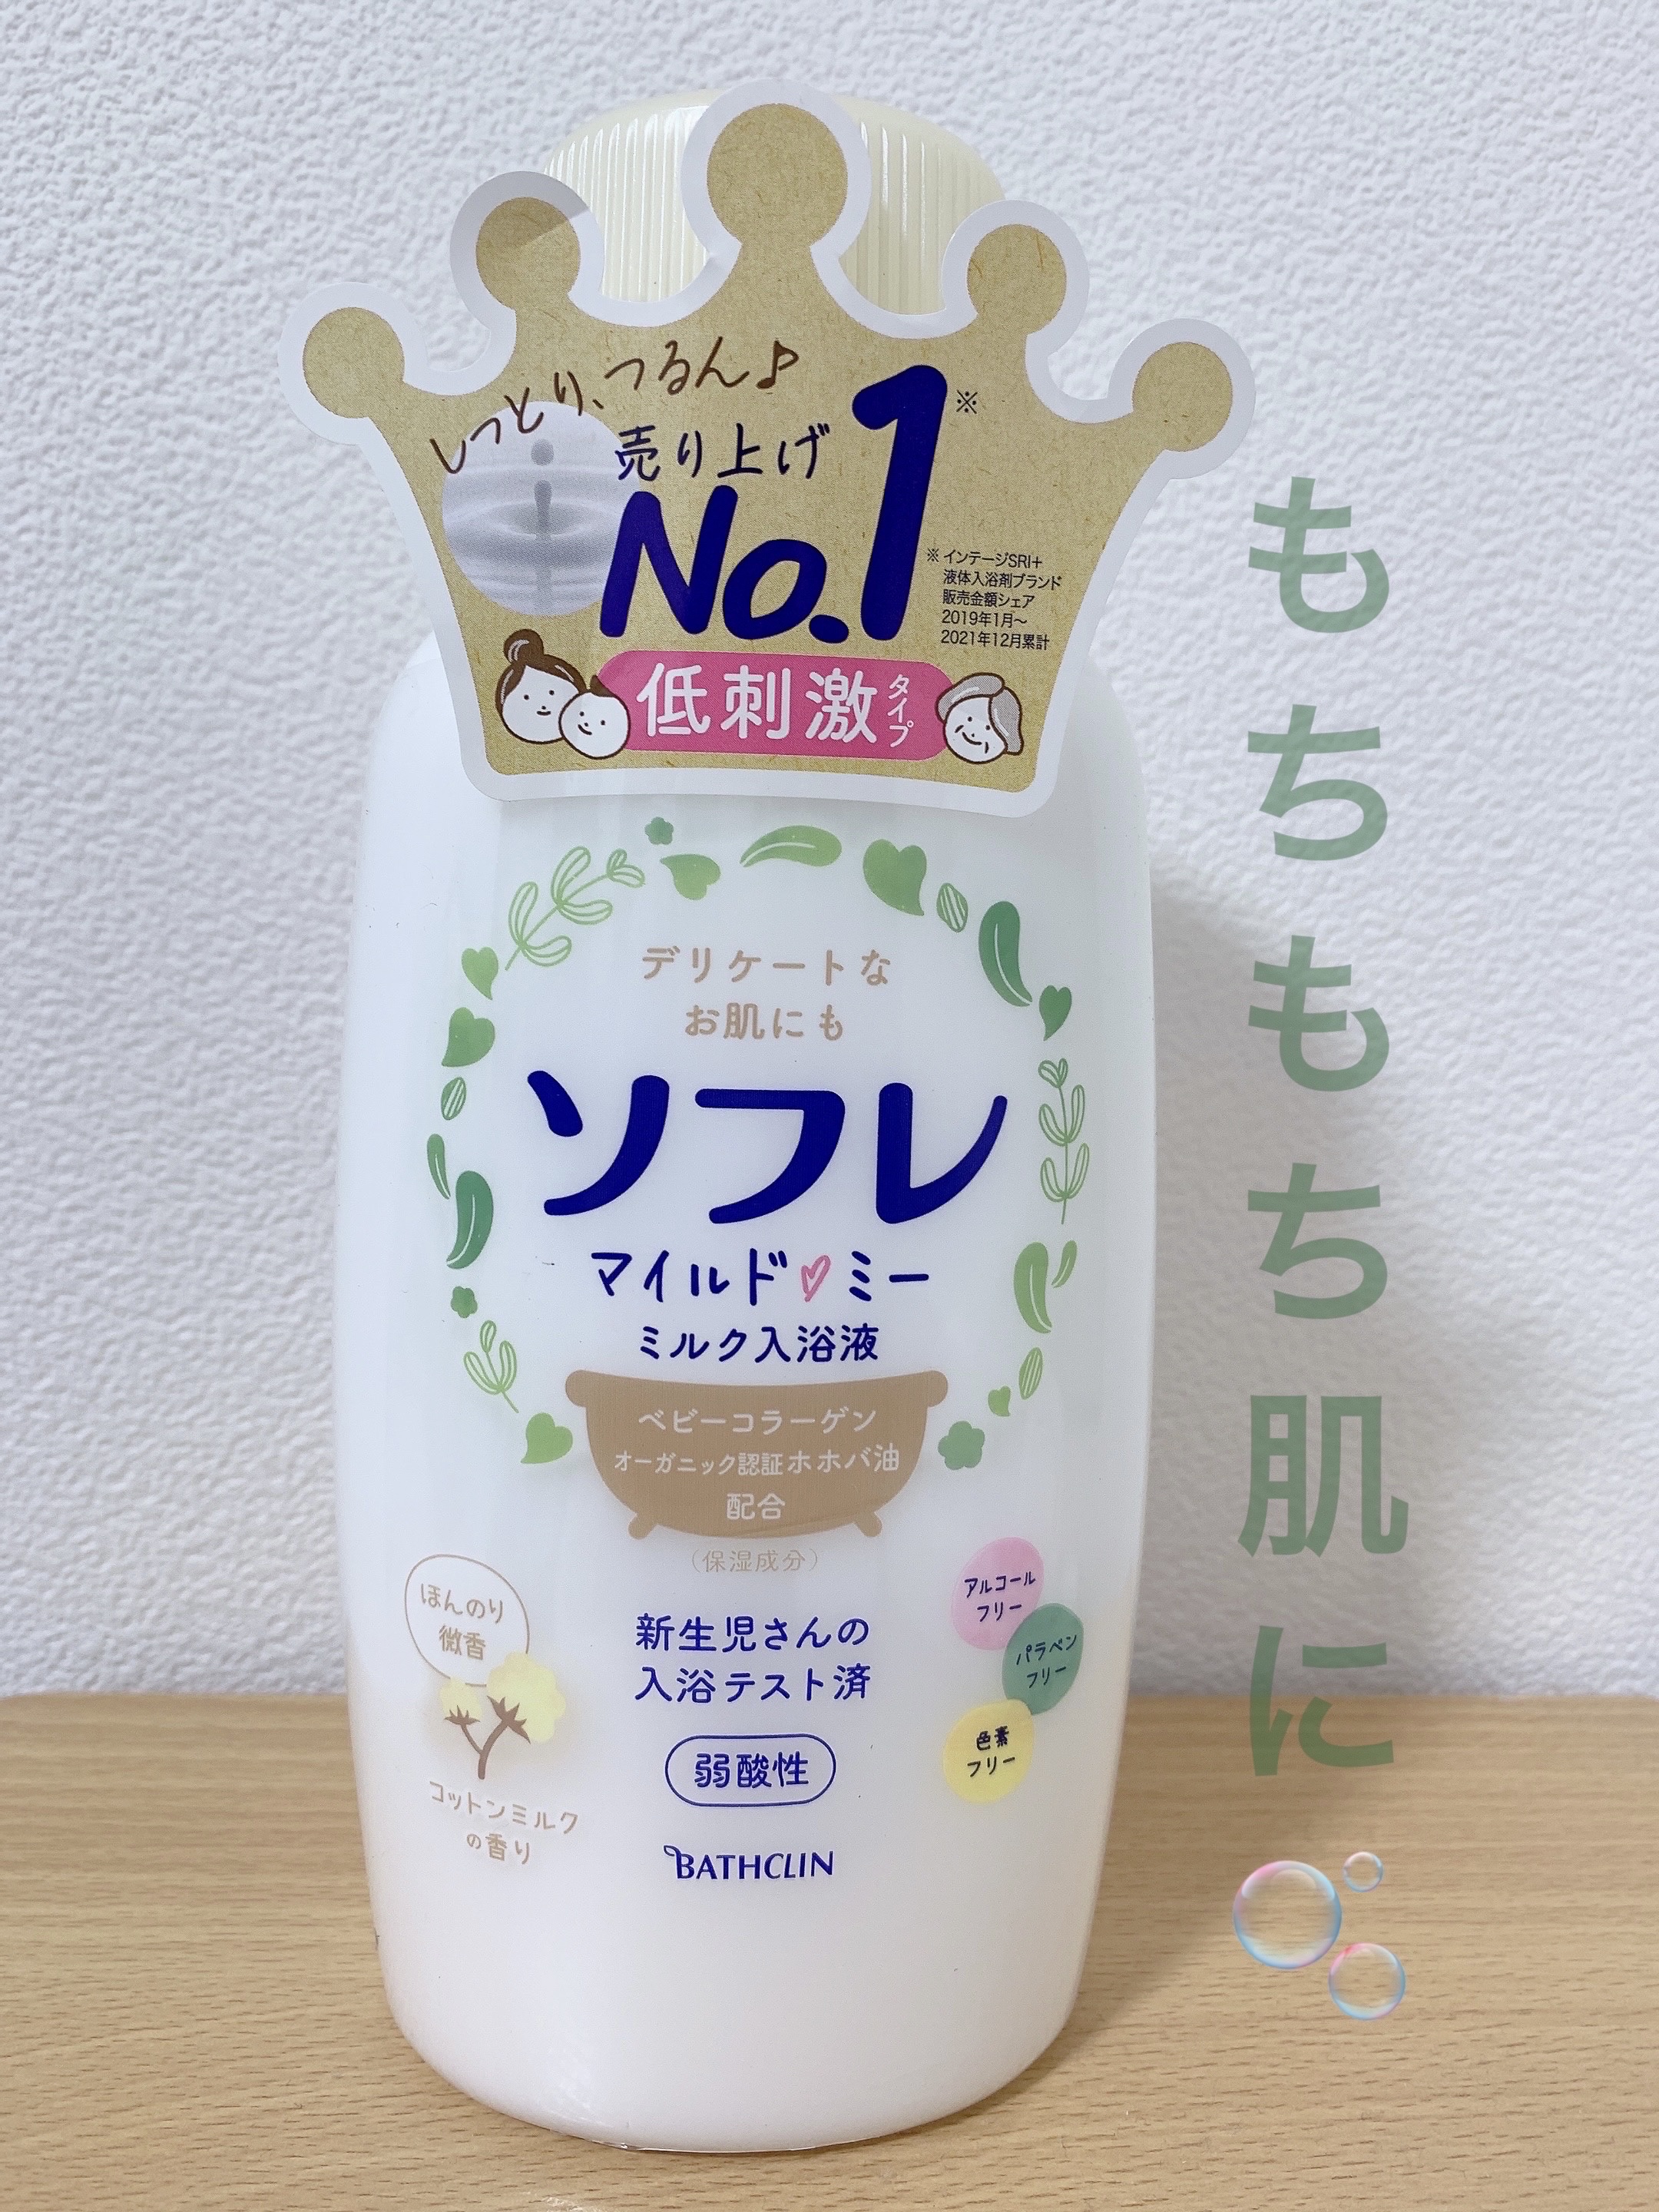 しっとり、つるん♪
売り上げ
No.1※
※インテージSRI+
液体入浴剤ブランド
販売金額シェア
2019年1月〜
2021年12月累計
低刺激タイプ
デリケートな
お肌にも
ソフレ
マイルド♡ミー
ミルク入浴液
ベビーコラーゲン
オーガニック認証ホホバ油
配合
(保湿成分)
ほんのり
微香
コットンミルク
の香り
新生児さんの
入浴テスト済
弱酸性
BATHCLIN
アルコール
フリー
パラベン
フリー
色素
フリー
もちもち肌に